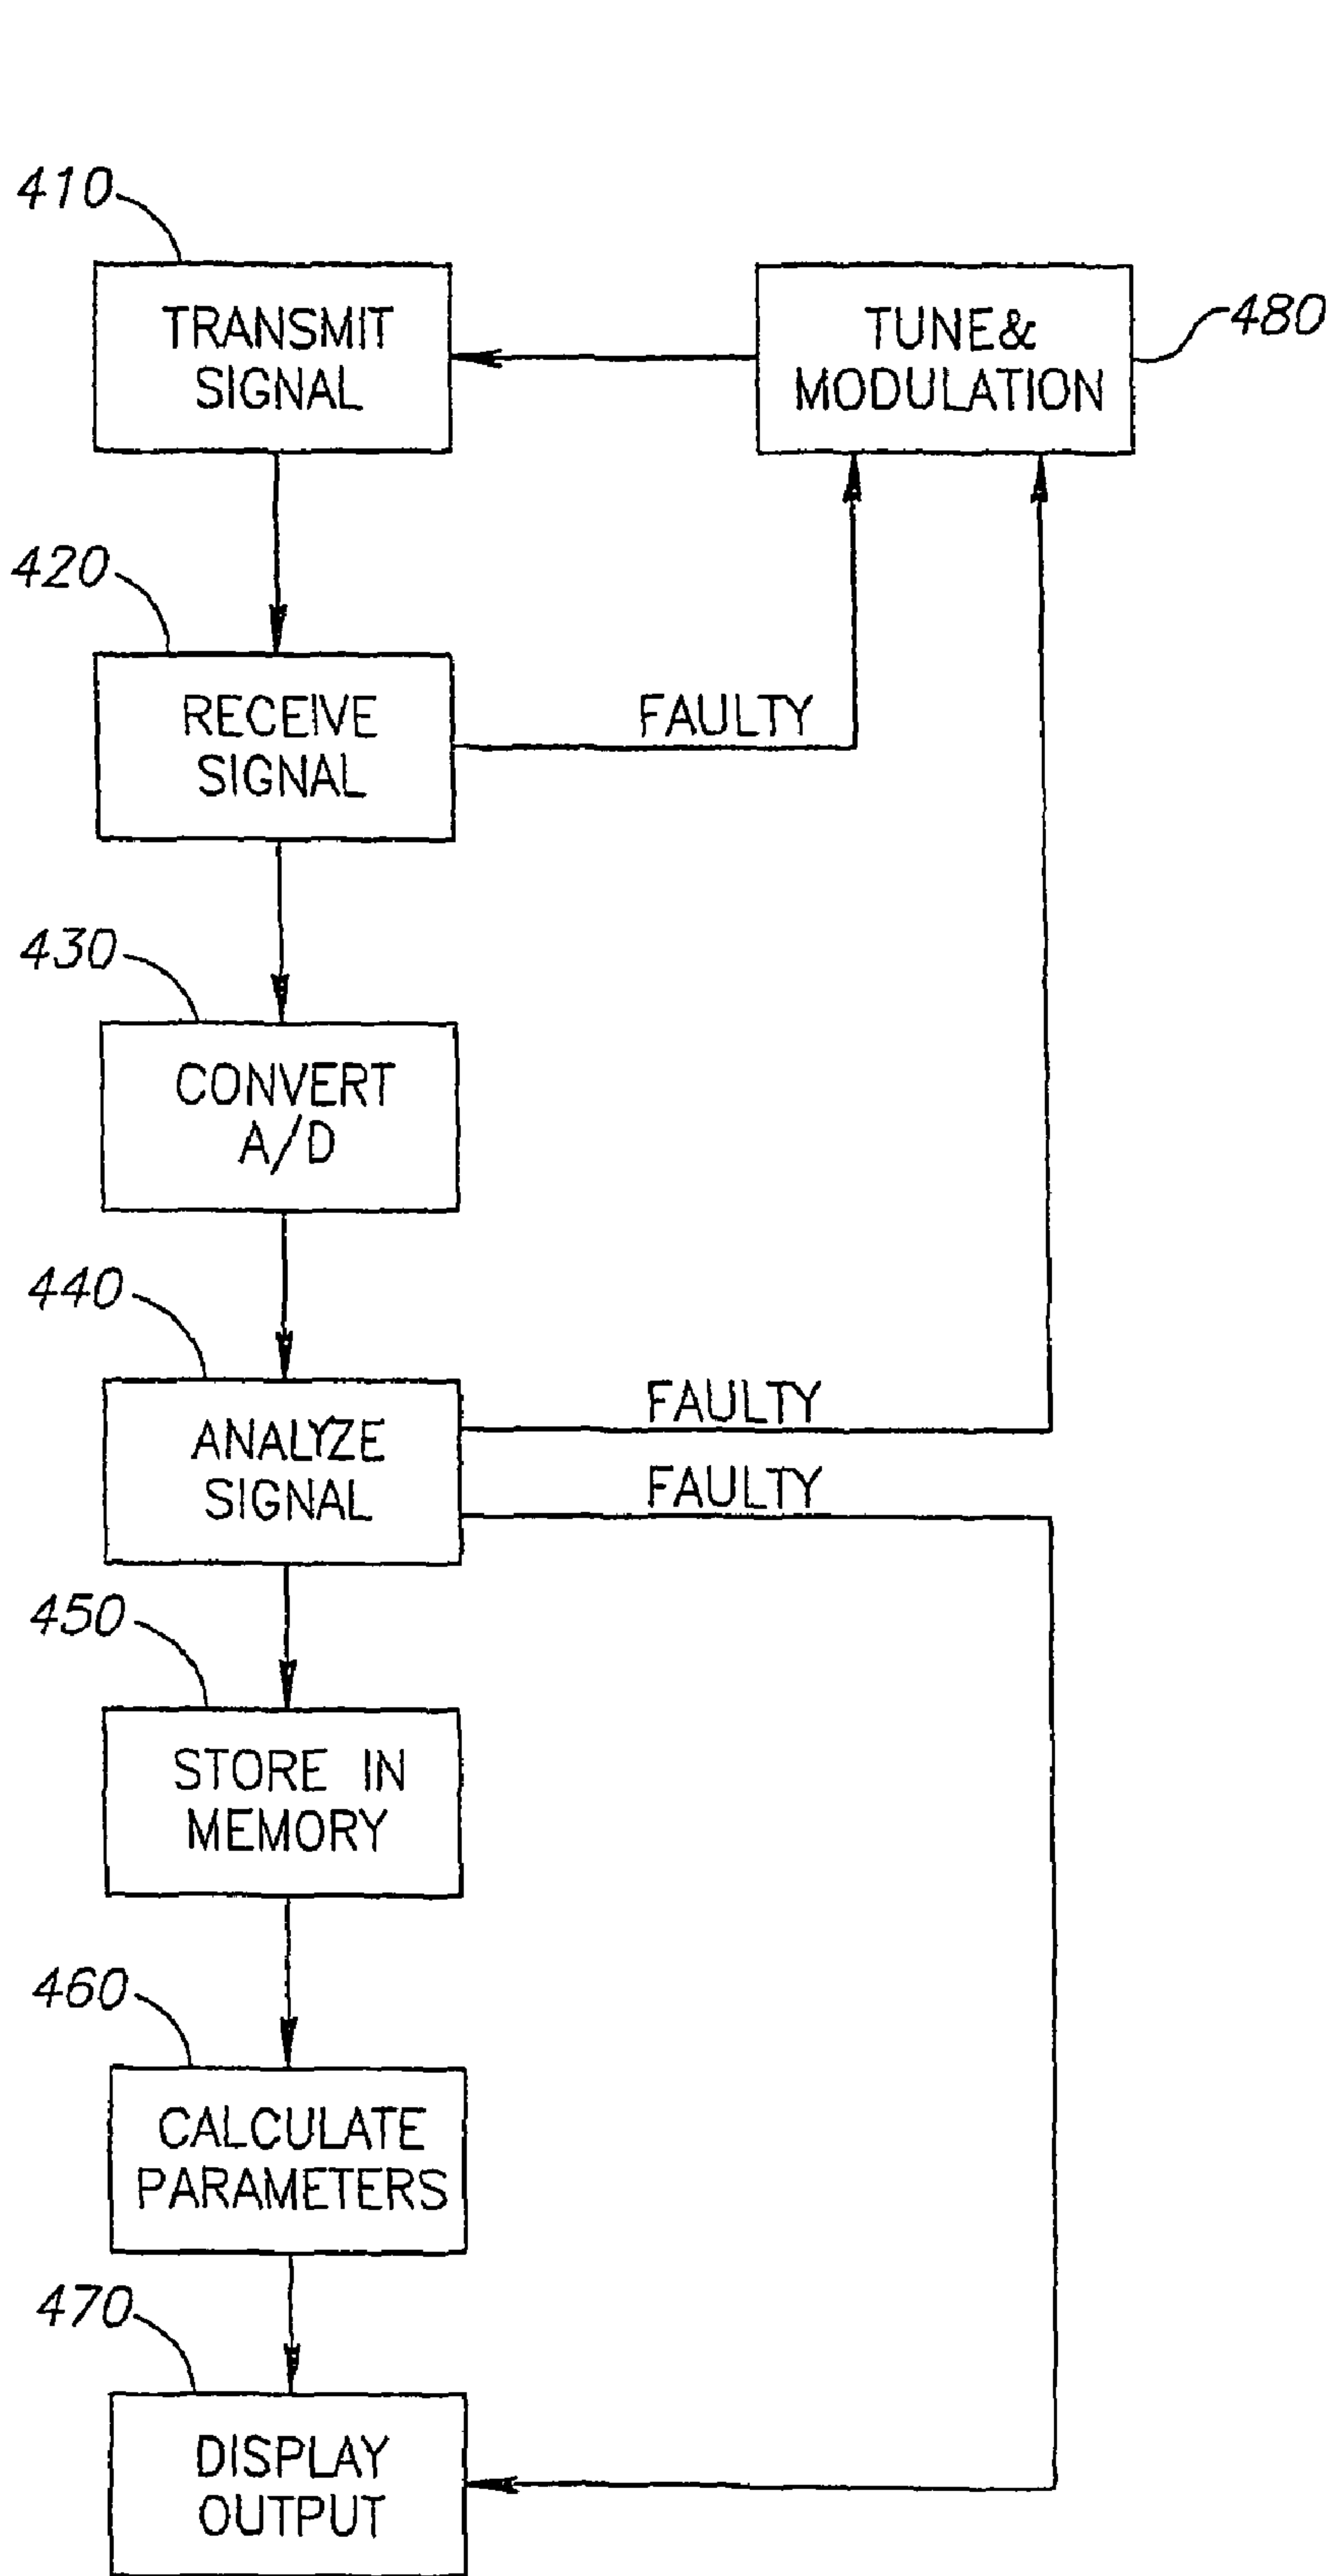 410
TRANSMIT
SIGNAL
TUNE&
MODULATION
480
420
RECEIVE
SIGNAL
FAULTY
430
CONVERT
A/D
440
ANALYZE
SIGNAL
FAULTY
FAULTY
450
STORE IN
MEMORY
460
CALCULATE
PARAMETERS
470
DISPLAY
OUTPUT